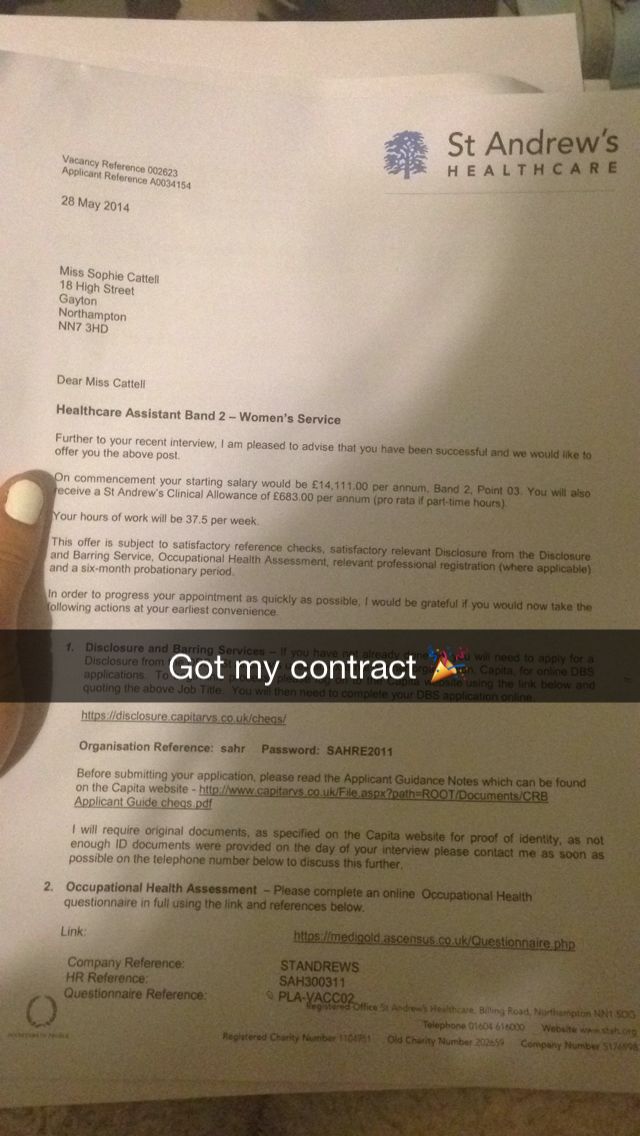 St Andrew's
HEALTHCARE
Vacancy Reference 002623
Applicant Reference A0034154
28 May 2014
Miss Sophie Cattell
18 High Street
Gayton
Northampton
NN7 3HD
Dear Miss Cattell
Healthcare Assistant Band 2 – Women's Service
Further to your recent interview, I am pleased to advise that you have been successful and we would like to
offer you the above post.
On commencement your starting salary would be £14,111.00 per annum, Band 2, Point 03. You will also
receive a St Andrew's Clinical Allowance of £683.00 per annum (pro rata if part-time hours).
Your hours of work will be 37.5 per week.
This offer is subject to satisfactory reference checks, satisfactory relevant Disclosure from the Disclosure
and Barring Service, Occupational Health Assessment, relevant professional registration (where applicable)
and a six-month probationary period.
In order to progress your appointment as quickly as possible, I would be grateful if you would now take the
following actions at your earliest convenience.
1. Disclosure and Barring Services – If you have not already done will need to apply for a
Disclosure from Capita, for online DBS
applications. To website using the link below and
quoting the above Job Title. You will then need to complete your DBS application online.
Got my contract 🎉
https://disclosure.capitarvs.co.uk/cheqs/
Organisation Reference: sahr Password: SAHRE2011
Before submitting your application, please read the Applicant Guidance Notes which can be found
on the Capita website - http://www.capitarvs.co.uk/File.aspx?path=ROOT/Documents/CRB
Applicant Guide cheqs.pdf
I will require original documents, as specified on the Capita website for proof of identity, as not
enough ID documents were provided on the day of your interview please contact me as soon as
possible on the telephone number below to discuss this further.
2. Occupational Health Assessment – Please complete an online Occupational Health
questionnaire in full using the link and references below.
Link: https://medigold.ascensus.co.uk/Questionnaire.php
Company Reference: STANDREWS
HR Reference: SAH300311
Questionnaire Reference: PLA-VACC02
Registered Office St Andrew's Healthcare, Billing Road, Northampton NN1 5DG
Telephone 01604 616000 Website www.stah.org
Registered Charity Number 1104951 Old Charity Number 202659 Company Number 5176998